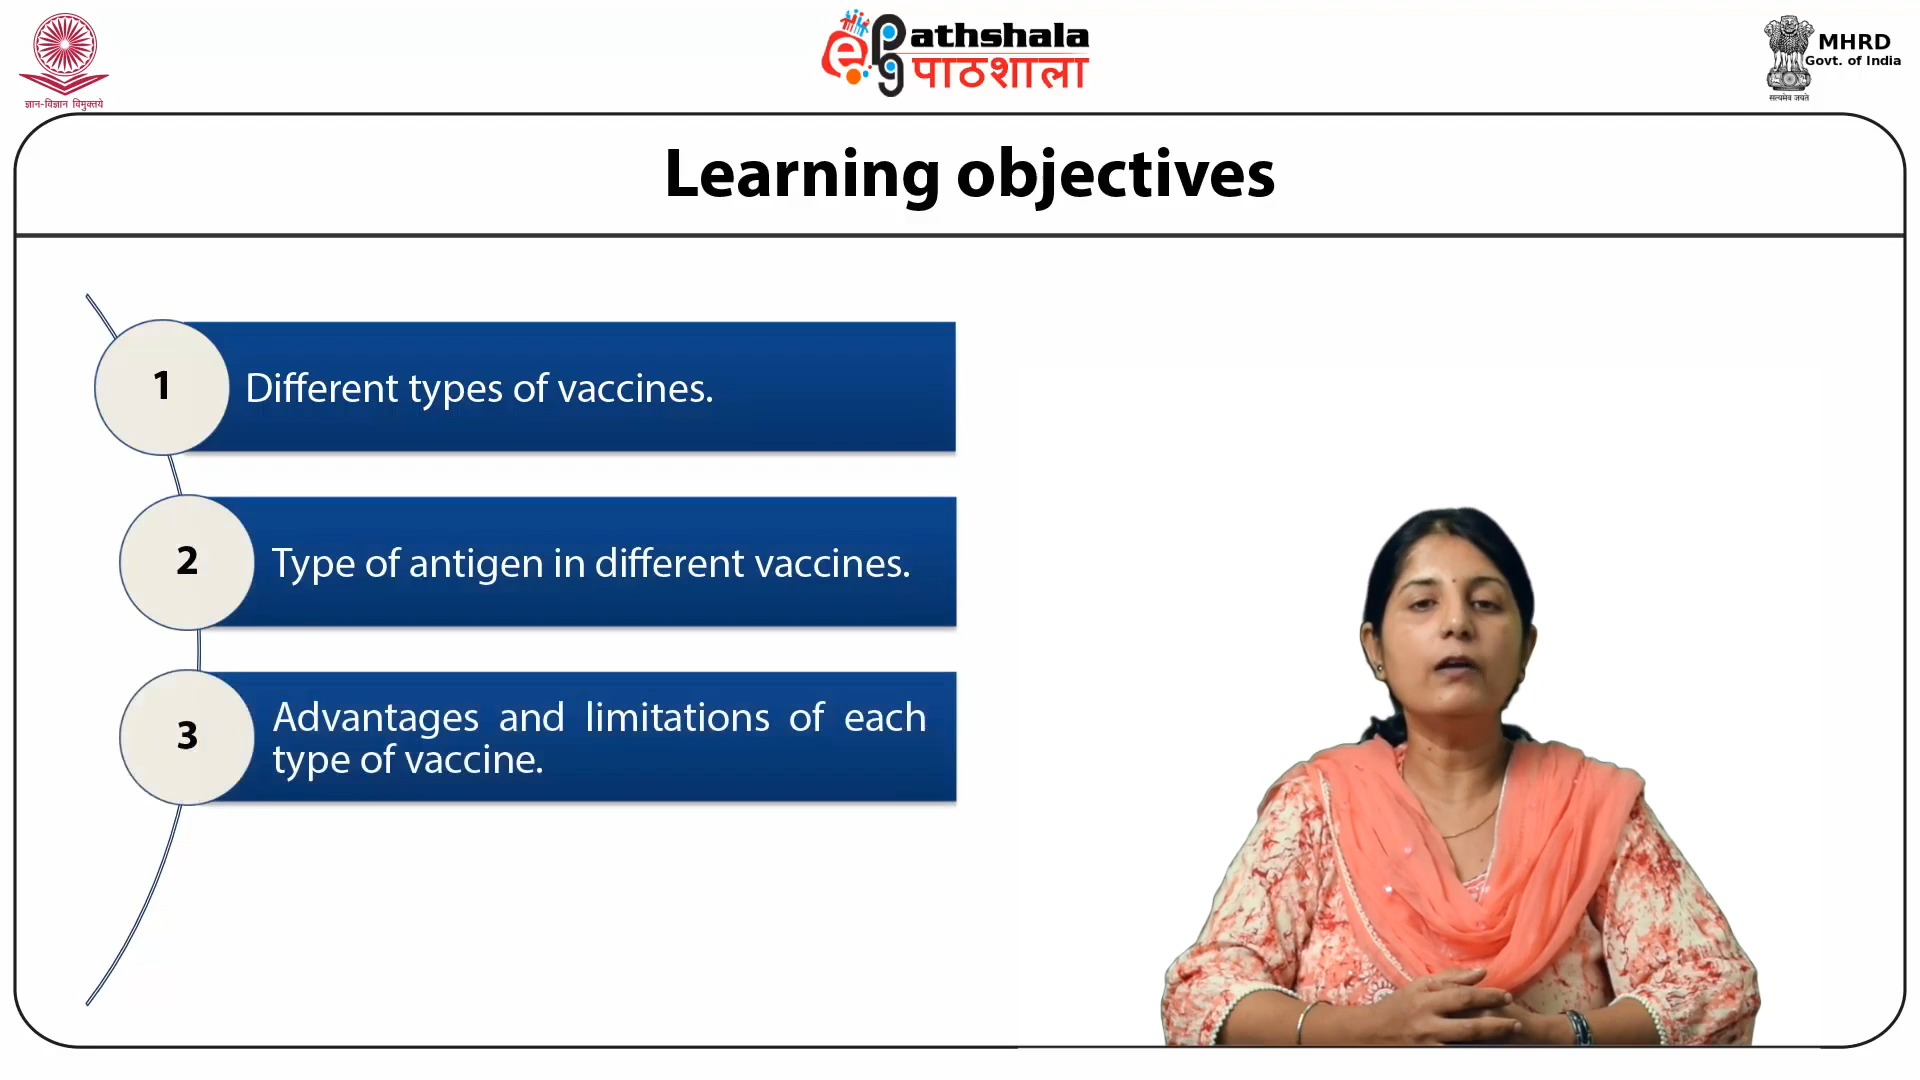 ज्ञान-विज्ञान विमुक्तये
ePathshala
पाठशाला
MHRD
Govt. of India
सत्यमेव जयते
Learning objectives
1
Different types of vaccines.
2
Type of antigen in different vaccines.
3
Advantages and limitations of each
type of vaccine.